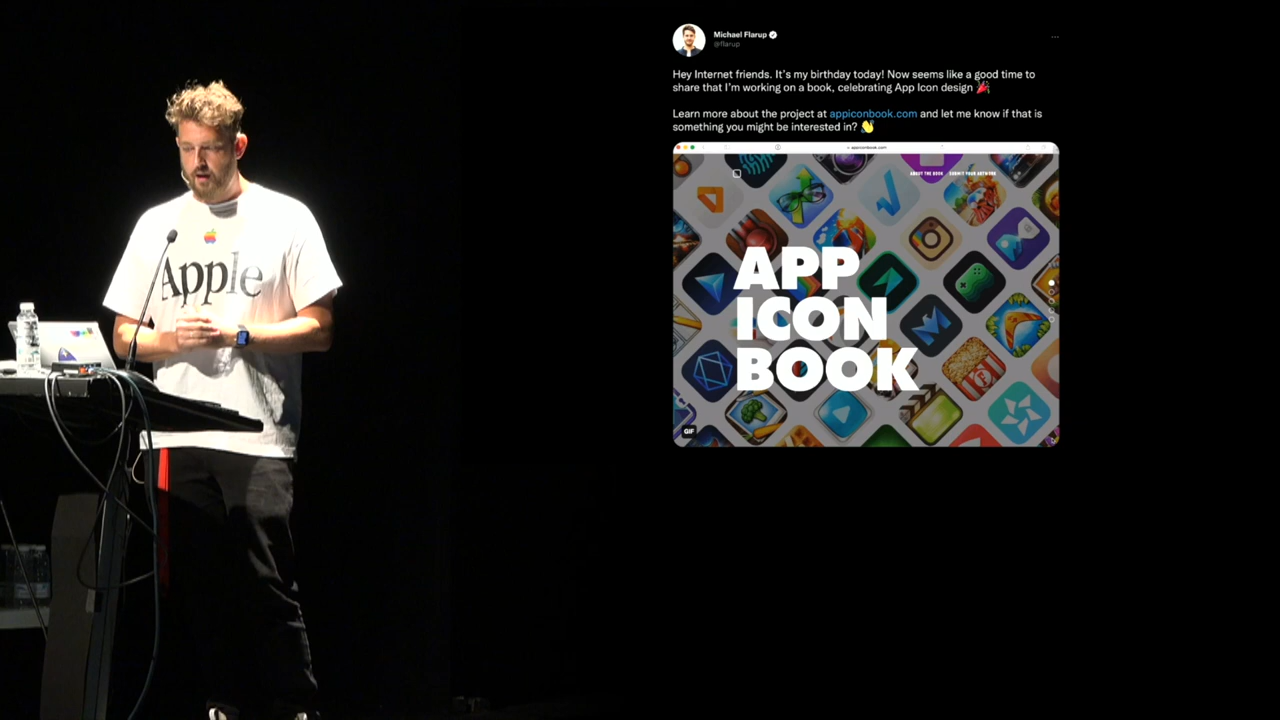 Michael Flarup
@flarup
Hey Internet friends. It's my birthday today! Now seems like a good time to
share that I'm working on a book, celebrating App Icon design 🎉
Learn more about the project at appiconbook.com and let me know if that is
something you might be interested in? 👋
appiconbook.com
ABOUT THE BOOK
SUBMIT YOUR ARTWORK
APP
ICON
BOOK
GIF
Apple